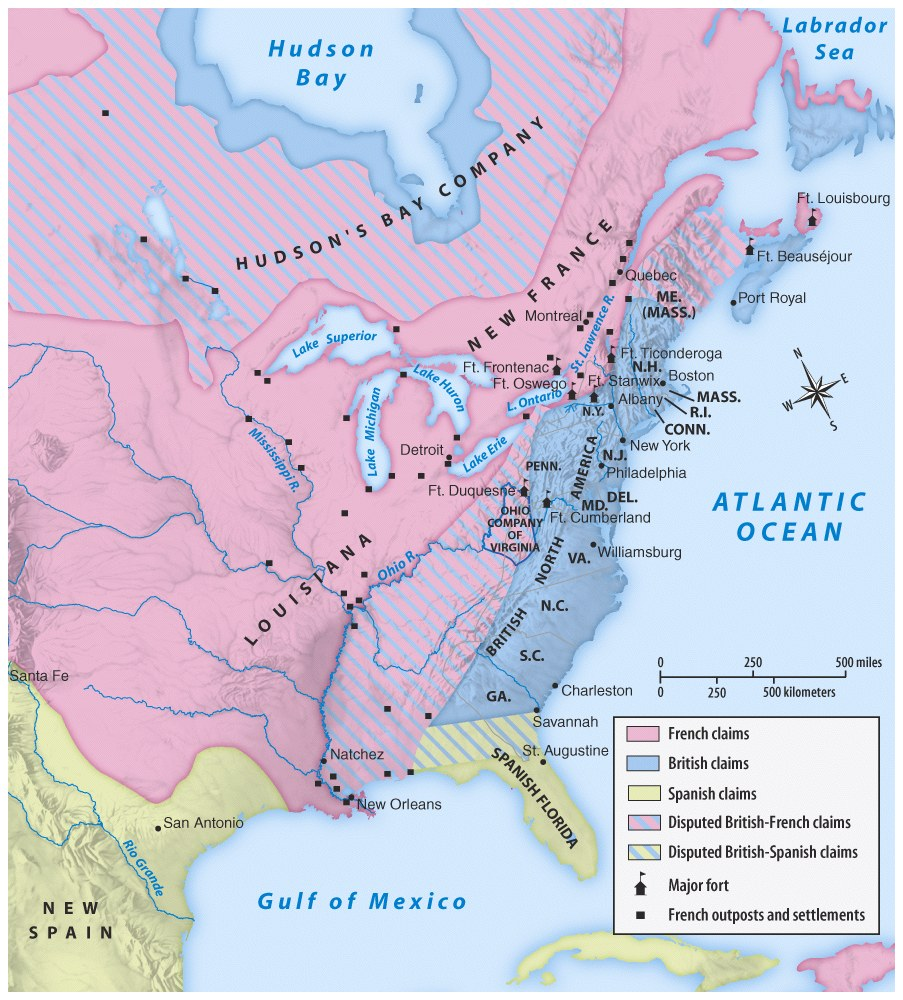 Labrador
Sea
Hudson
Bay
HUDSON'S BAY COMPANY
NEW FRANCE
Ft. Louisbourg
Ft. Beauséjour
Quebec
ME.
(MASS.)
Port Royal
Montreal
St. Lawrence R.
Lake Superior
Ft. Ticonderoga
Ft. Frontenac
N.H.
Lake Huron
Ft. Oswego
Ft. Stanwix
Boston
L. Ontario
Albany
MASS.
N.Y.
R.I.
CONN.
Lake Michigan
Mississippi R.
Detroit
Lake Erie
New York
N.J.
PENN.
Philadelphia
Ft. Duquesne
DEL.
MD.
Ft. Cumberland
OHIO
COMPANY
OF
VIRGINIA
ATLANTIC
OCEAN
N
E
W
S
LOUISIANA
Ohio R.
VA.
Williamsburg
BRITISH NORTH AMERICA
N.C.
S.C.
GA.
Santa Fe
0 250 500 miles
0 250 500 kilometers
Charleston
Savannah
St. Augustine
SPANISH FLORIDA
Natchez
New Orleans
San Antonio
Rio Grande
NEW
SPAIN
Gulf of Mexico
French claims
British claims
Spanish claims
Disputed British-French claims
Disputed British-Spanish claims
Major fort
French outposts and settlements